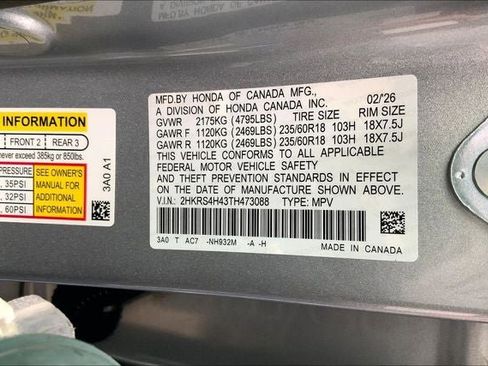 INFORMATION
FRONT 2 REAR 3
never exceed 385kg or 850lbs.
PRESSURE
35PSI
32PSI
60PSI
SEE OWNER'S
MANUAL FOR
ADDITIONAL
INFORMATION
3A0 A1
MFD.BY HONDA OF CANADA MFG., 02/'26
A DIVISION OF HONDA CANADA INC.
TIRE SIZE RIM SIZE
GVWR 2175KG (4795LBS)
GAWR F 1120KG (2469LBS) 235/60R18 103H 18X7.5J
GAWR R 1120KG (2469LBS) 235/60R18 103H 18X7.5J
THIS VEHICLE CONFORMS TO ALL APPLICABLE
FEDERAL MOTOR VEHICLE SAFETY
AND THEFT PREVENTION STANDARDS IN EFFECT
ON THE DATE OF MANUFACTURE SHOWN ABOVE.
V.I.N.: 2HKRS4H43TH473088 TYPE: MPV
3A0 T AC7 -NH932M -A -H
MADE IN CANADA